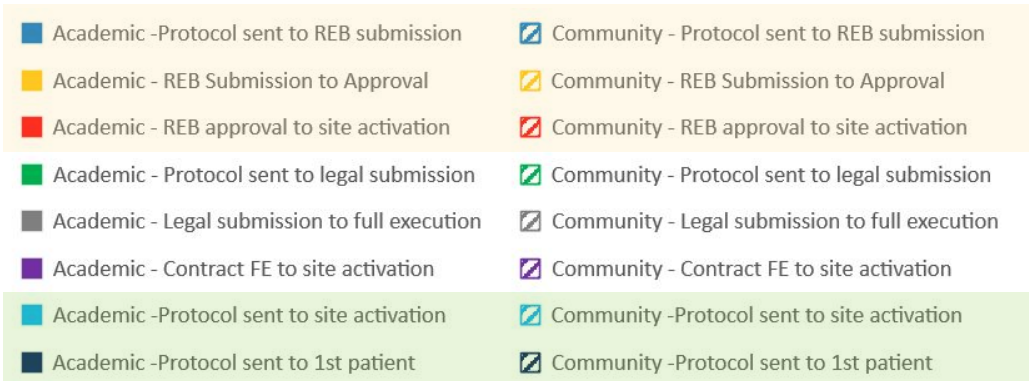 Academic -Protocol sent to REB submission
Community - Protocol sent to REB submission
Academic - REB Submission to Approval
Community - REB Submission to Approval
Academic - REB approval to site activation
Community - REB approval to site activation
Academic - Protocol sent to legal submission
Community - Protocol sent to legal submission
Academic - Legal submission to full execution
Community - Legal submission to full execution
Academic - Contract FE to site activation
Community - Contract FE to site activation
Academic -Protocol sent to site activation
Community -Protocol sent to site activation
Academic -Protocol sent to 1st patient
Community -Protocol sent to 1st patient